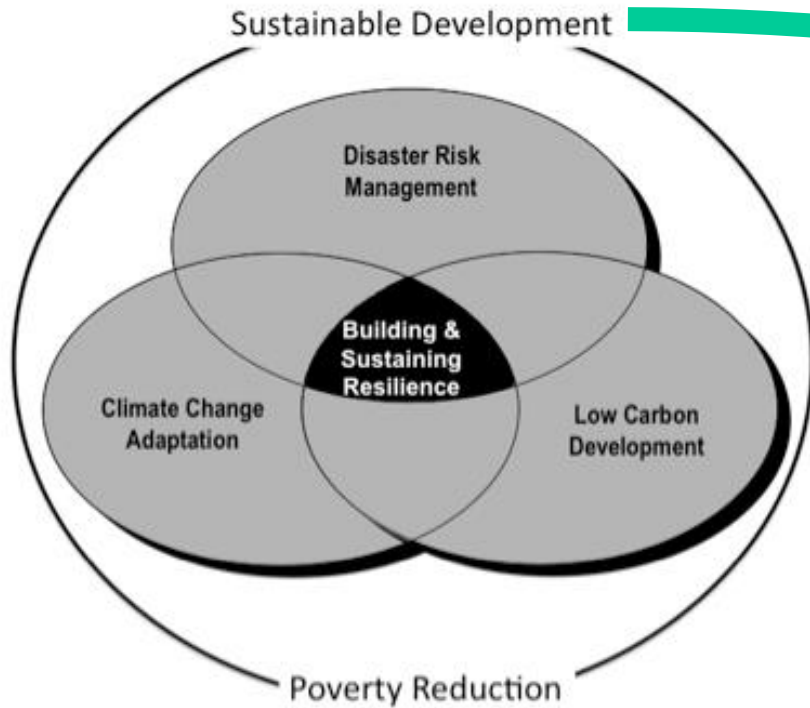 Sustainable Development
Disaster Risk
Management
Building &
Sustaining
Resilience
Climate Change
Adaptation
Low Carbon
Development
Poverty Reduction